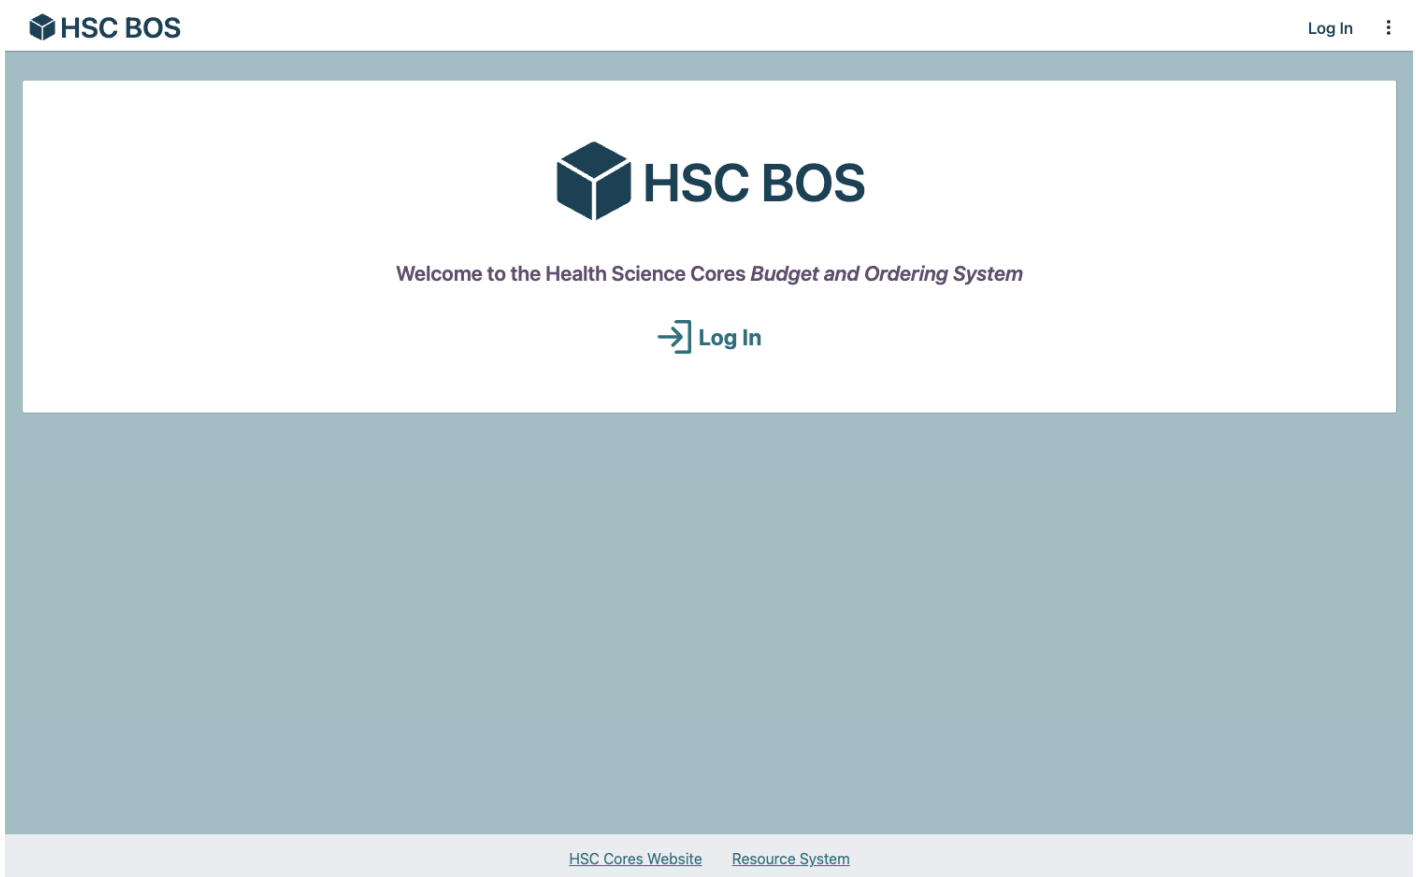 HSC BOS
Log In
HSC BOS
Welcome to the Health Science Cores Budget and Ordering System
Log In
HSC Cores Website
Resource System